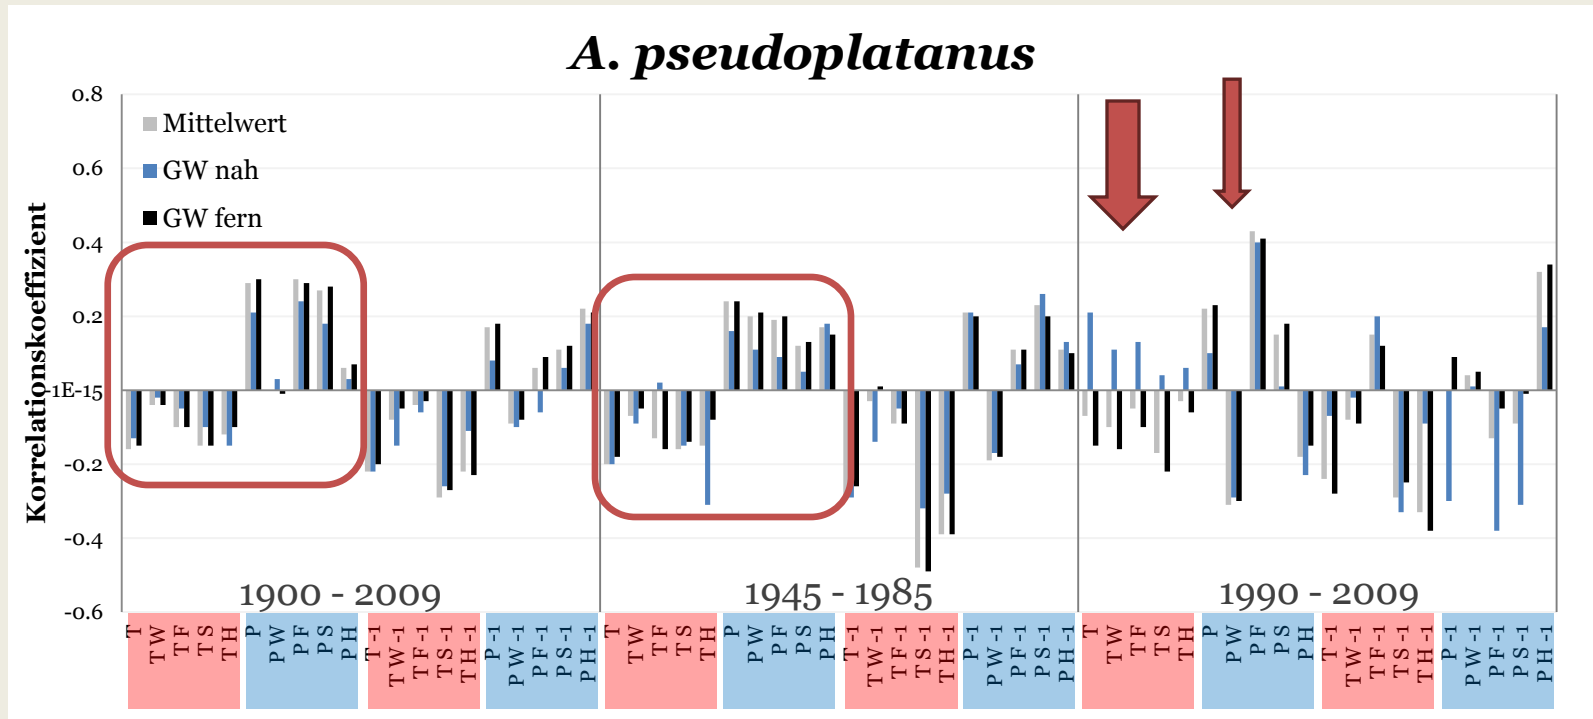 A. pseudoplatanus
Korrelationskoeffizient
0.8
0.6
0.4
0.2
-1E-15
-0.2
-0.4
-0.6
Mittelwert
GW nah
GW fern
1900 - 2009
1945 - 1985
1990 - 2009
T
TW
TF
TS
TH
P
PW
PF
PS
PH
T-1
TW-1
TF-1
TS-1
TH-1
P-1
PW-1
PF-1
PS-1
PH-1
T
TW
TF
TS
TH
P
PW
PF
PS
PH
T-1
TW-1
TF-1
TS-1
TH-1
P-1
PW-1
PF-1
PS-1
PH-1
T
TW
TF
TS
TH
P
PW
PF
PS
PH
T-1
TW-1
TF-1
TS-1
TH-1
P-1
PW-1
PF-1
PS-1
PH-1